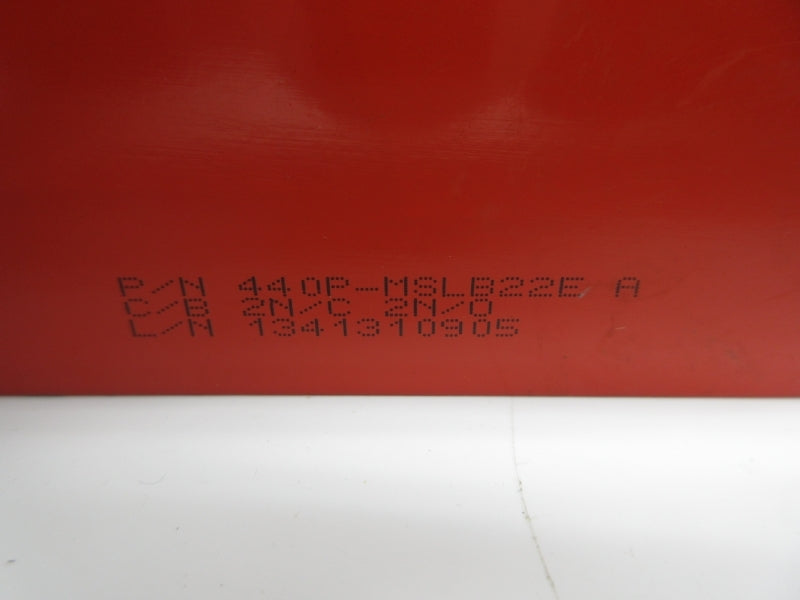 P/N 440P-MSLB22E A
C/B 2N/C 2N/O
L/N 1341310905